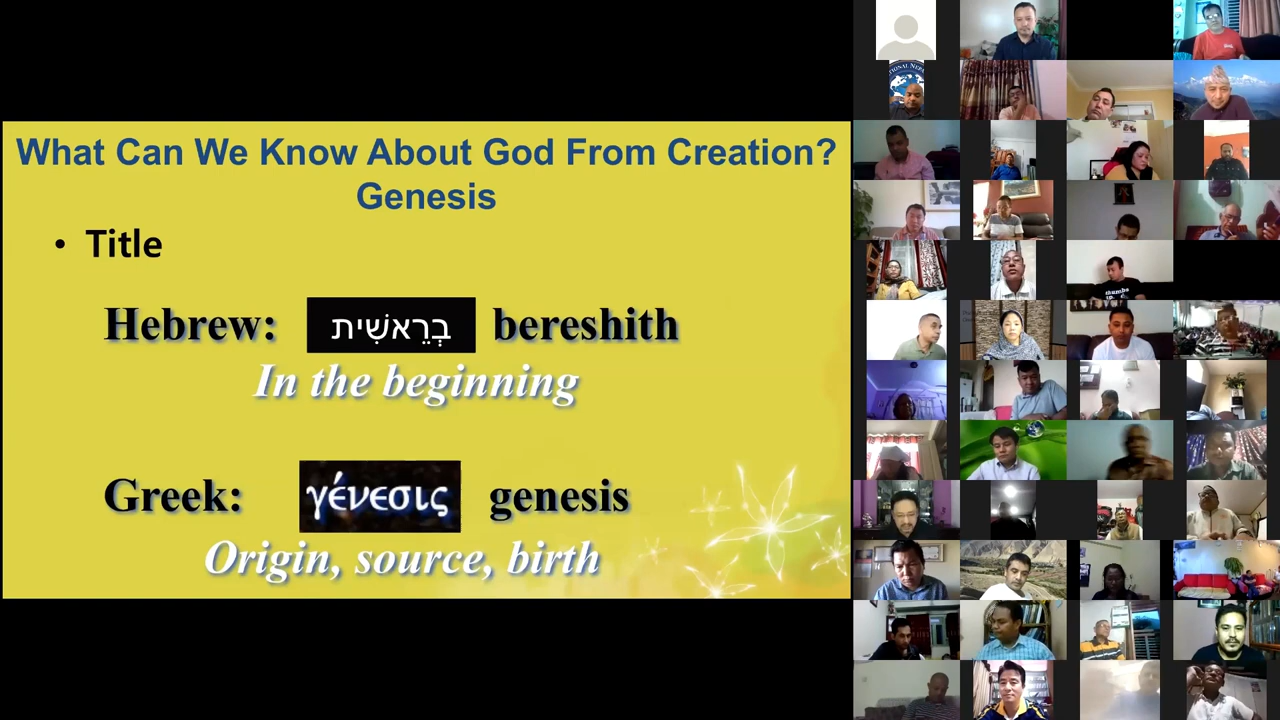 What Can We Know About God From Creation?
Genesis
• Title
Hebrew: בְרֵאשִׁית bereshith
In the beginning
Greek: γένεσις genesis
Origin, source, birth